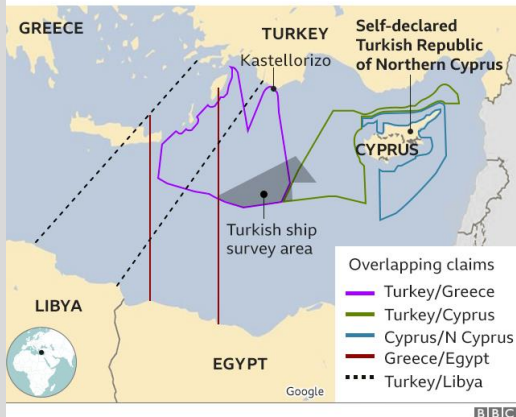 GREECE
TURKEY
Kastellorizo
Self-declared
Turkish Republic
of Northern Cyprus
CYPRUS
Turkish ship
survey area
LIBYA
EGYPT
Google
Overlapping claims
Turkey/Greece
Turkey/Cyprus
Cyprus/N Cyprus
Greece/Egypt
Turkey/Libya
BBC